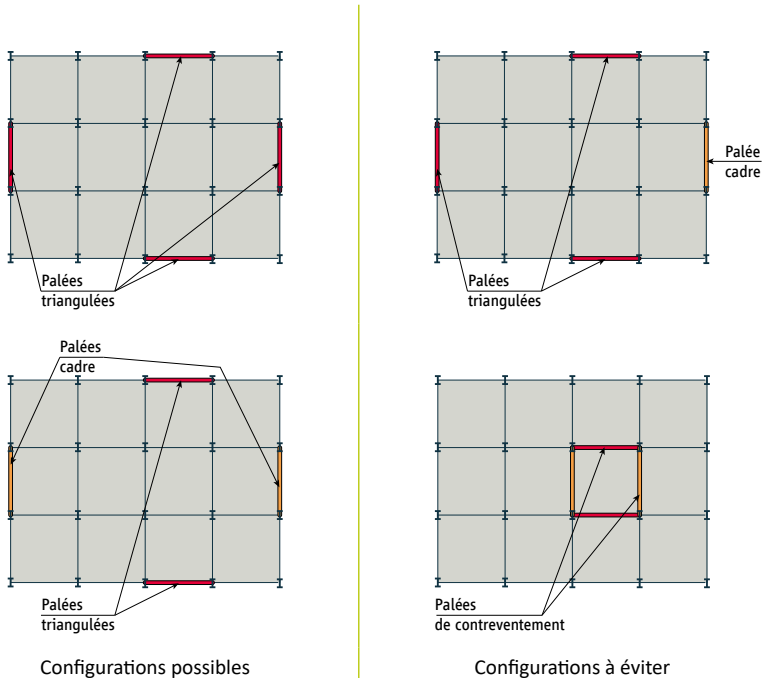 Palées
triangulées
Palées
cadre
Palées
triangulées
Configurations possibles
Palée
cadre
Palées
triangulées
Palées
de contreventement
Configurations à éviter